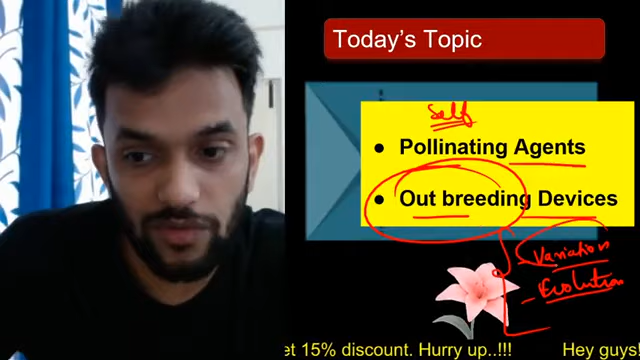 Today's Topic
Self
● Pollinating Agents
● Out breeding Devices
Variation
- Evolution
et 15% discount. Hurry up..!!! Hey guys!